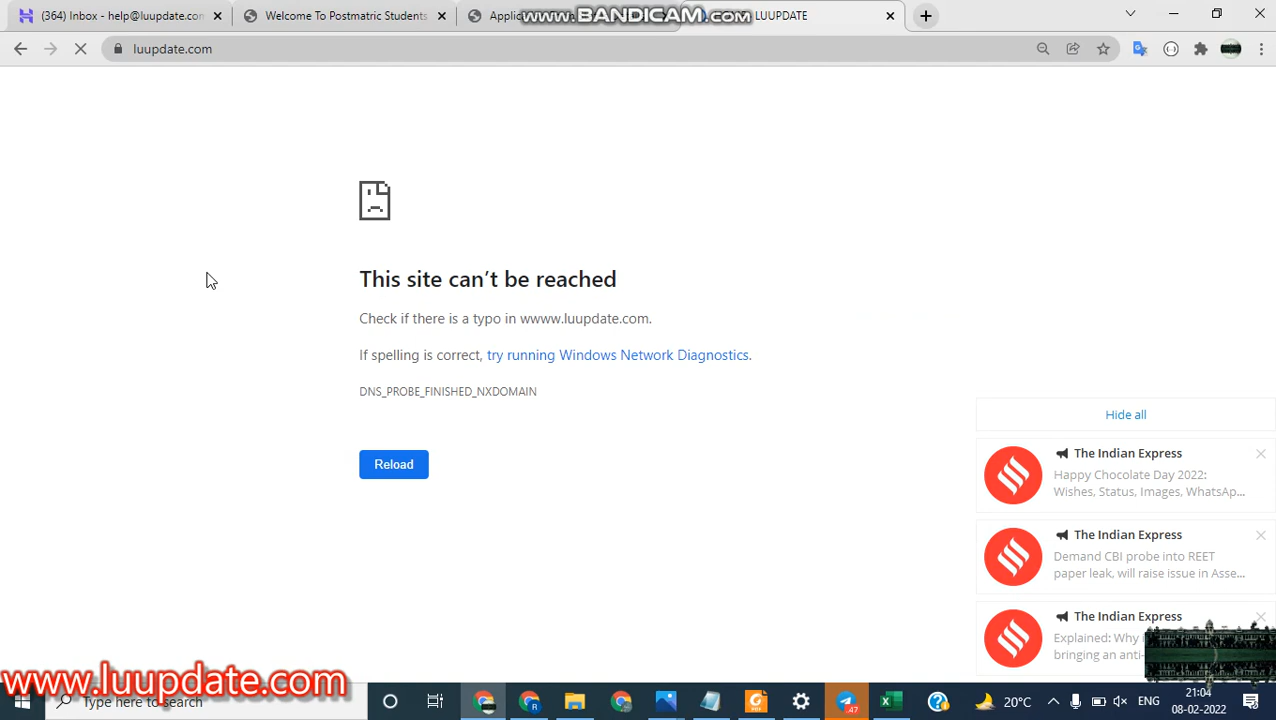 (364) Inbox - help@luupdate.com
Welcome To Postmatric Students
Applic
www.BANDICAM.com
LUUPDATE
luupdate.com
This site can't be reached
Check if there is a typo in wwww.luupdate.com.
If spelling is correct, try running Windows Network Diagnostics.
DNS_PROBE_FINISHED_NXDOMAIN
Reload
Hide all
The Indian Express
Happy Chocolate Day 2022:
Wishes, Status, Images, WhatsAp...
The Indian Express
Demand CBI probe into REET
paper leak, will raise issue in Asse...
The Indian Express
Explained: Why
bringing an anti-
www.luupdate.com
Type here to search
47
20°C
ENG
21:04
08-02-2022